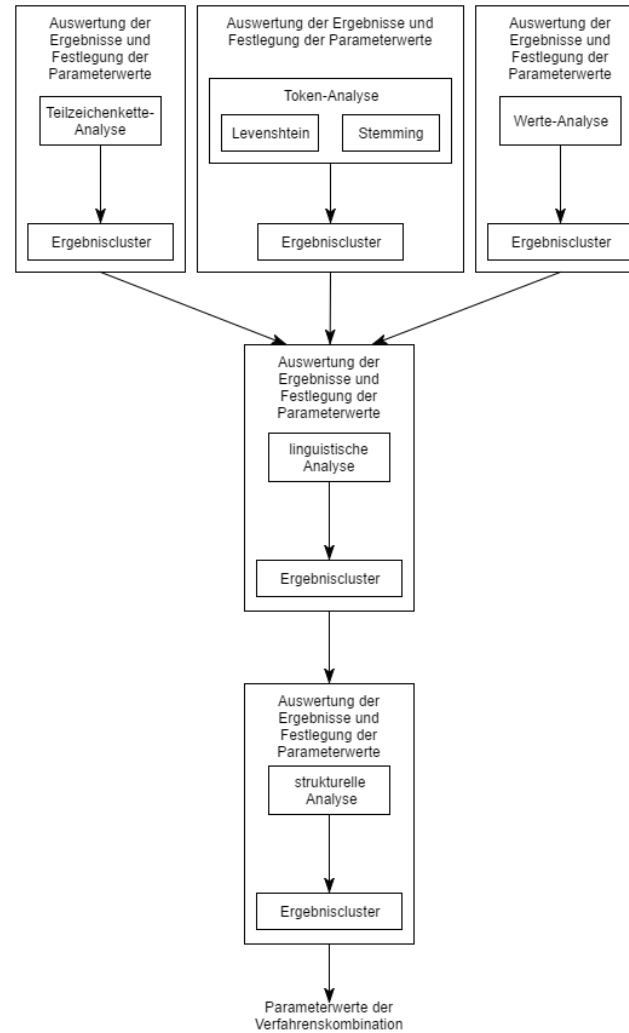 Auswertung der
Ergebnisse und
Festlegung der
Parameterwerte
Teilzeichenkette-
Analyse
Ergebniscluster
Auswertung der Ergebnisse und
Festlegung der Parameterwerte
Token-Analyse
Levenshtein
Stemming
Ergebniscluster
Auswertung der
Ergebnisse und
Festlegung der
Parameterwerte
Werte-Analyse
Ergebniscluster
Auswertung der
Ergebnisse und
Festlegung der
Parameterwerte
linguistische
Analyse
Ergebniscluster
Auswertung der
Ergebnisse und
Festlegung der
Parameterwerte
strukturelle
Analyse
Ergebniscluster
Parameterwerte der
Verfahrenskombination